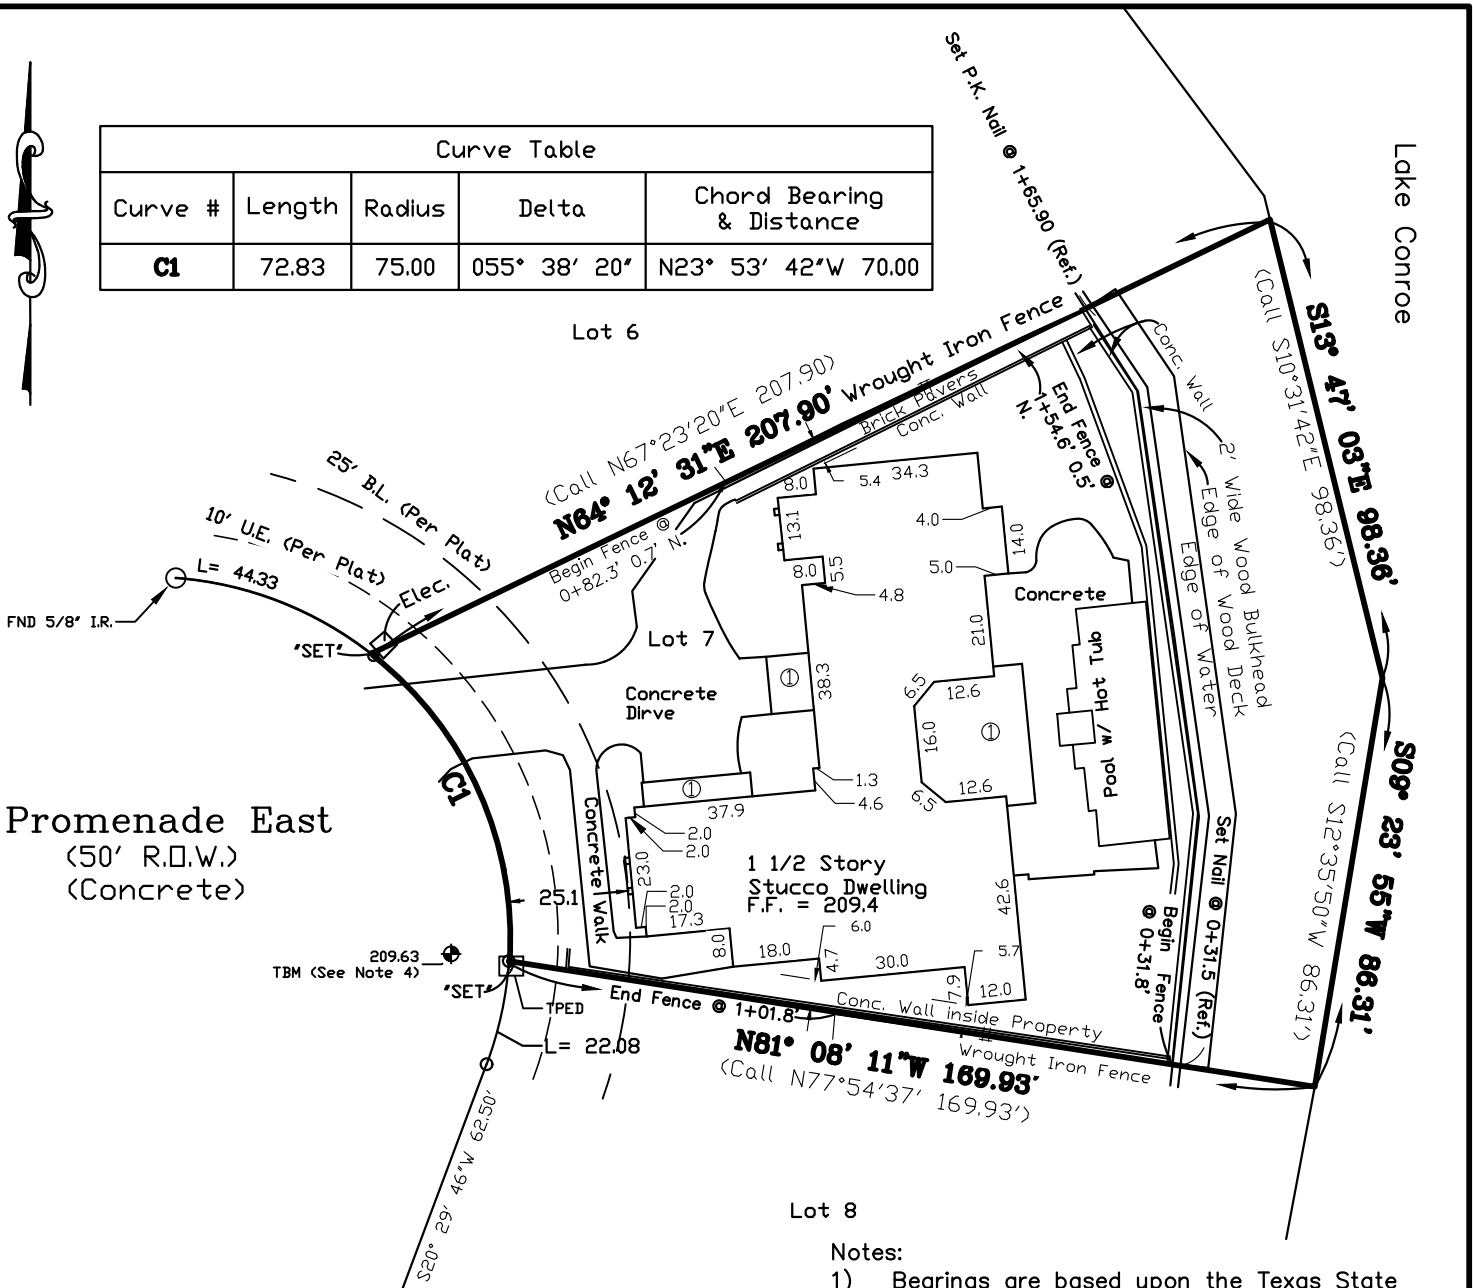 Curve Table
Curve # Length Radius Delta Chord Bearing & Distance
C1 72.83 75.00 055° 38' 20" N23° 53' 42"W 70.00
Set P.K. Nail @ 1+65.90 (Ref.)
Lake Conroe
Lot 6
(Call N67°23'20"E 207.90)
N64° 12' 31"E 207.90'
Wrought Iron Fence
Brick Pavers
Conc. Wall
End Fence @
1+54.6' 0.5'
N.
Conc. Wall
(Call S10°31'42"E 98.36')
S13° 47' 03"E 98.36'
2' Wide Wood Bulkhead
Edge of Wood Deck
Edge of Water
25' B.L. (Per Plat)
10' U.E. (Per Plat)
L= 44.33
FND 5/8" I.R.
Elec.
"SET"
Begin Fence @
0+82.3' 0.7' N.
8.0
5.4
34.3
13.1
4.0
14.0
8.0
5.5
5.0
4.8
Lot 7
Concrete
21.0
38.3
1
Concrete
Dirve
6.5
12.6
16.0
1
12.6
6.5
Pool w/ Hot Tub
1.3
4.6
1
37.9
2.0
2.0
23.0
2.0
2.0
17.3
1 1/2 Story
Stucco Dwelling
F.F. = 209.4
42.6
8.0
18.0
6.0
4.7
30.0
5.7
7.9
12.0
C1
Promenade East
(50' R.O.W.)
(Concrete)
25.1
Concrete Walk
209.63
TBM (See Note 4)
"SET"
TPED
L= 22.08
End Fence @ 1+01.8'
Conc. Wall inside Property
Wrought Iron Fence
N81° 08' 11"W 169.93'
(Call N77°54'37' 169.93')
Begin Fence
@ 0+31.8'
Set Nail @ 0+31.5 (Ref.)
(Call S12°35'50"W 86.31')
S09° 23' 55"W 86.31'
S20° 29' 46"W 62.50'
Lot 8
Notes:
1) Bearings are based upon the Texas State